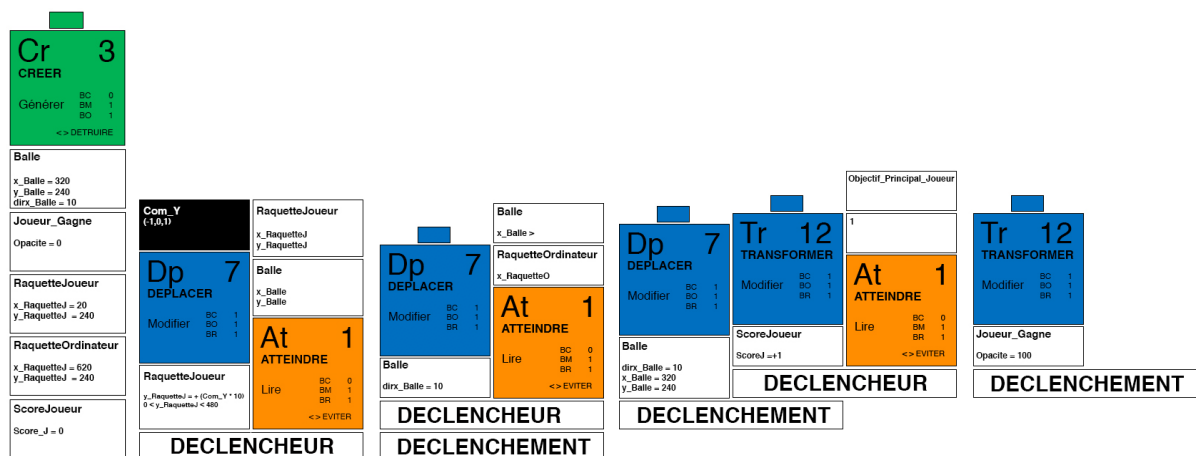 Cr 3
CREER
Générer
BC 0
BM 1
BO 1
<> DETRUIRE
Balle
x_Balle = 320
y_Balle = 240
dirx_Balle = 10
Joueur_Gagne
Opacite = 0
RaquetteJoueur
x_RaquetteJ = 20
y_RaquetteJ = 240
RaquetteOrdinateur
x_RaquetteJ = 620
y_RaquetteJ = 240
ScoreJoueur
Score_J = 0
Com_Y
(-1,0,1)
Dp 7
DEPLACER
Modifier
BC 1
BO 1
BR 1
RaquetteJoueur
y_RaquetteJ = + (Com_Y * 10)
0 < y_RaquetteJ < 480
RaquetteJoueur
x_RaquetteJ
y_RaquetteJ
Balle
x_Balle
y_Balle
At 1
ATTEINDRE
Lire
BC 0
BM 1
BR 1
<> EVITER
DECLENCHEUR
Dp 7
DEPLACER
Modifier
BC 1
BO 1
BR 1
Balle
dirx_Balle = 10
Balle
x_Balle >
RaquetteOrdinateur
x_RaquetteO
At 1
ATTEINDRE
Lire
BC 0
BM 1
BR 1
<> EVITER
DECLENCHEUR
DECLENCHEMENT
Dp 7
DEPLACER
Modifier
BC 1
BO 1
BR 1
Balle
dirx_Balle = 10
x_Balle = 320
y_Balle = 240
DECLENCHEMENT
Tr 12
TRANSFORMER
Modifier
BC 1
BO 1
BR 1
ScoreJoueur
ScoreJ =+1
Objectif_Principal_Joueur
1
At 1
ATTEINDRE
Lire
BC 0
BM 1
BR 1
<> EVITER
DECLENCHEUR
Tr 12
TRANSFORMER
Modifier
BC 1
BO 1
BR 1
Joueur_Gagne
Opacite = 100
DECLENCHEMENT